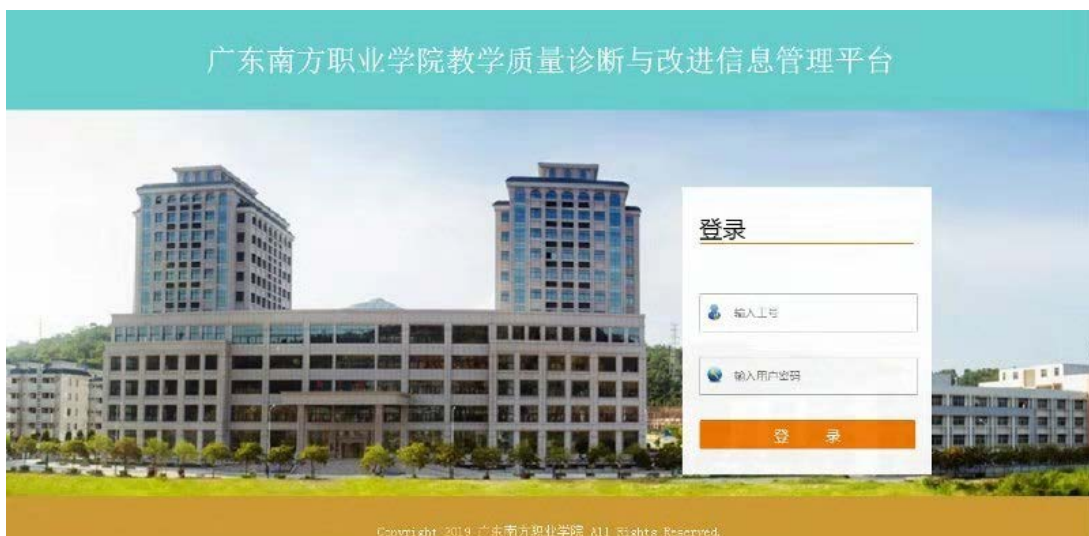 广东南方职业学院教学质量诊断与改进信息管理平台
登录
输入工号
输入用户密码
登 录
Copyright 2019 广东南方职业学院 All Rights Reserved.